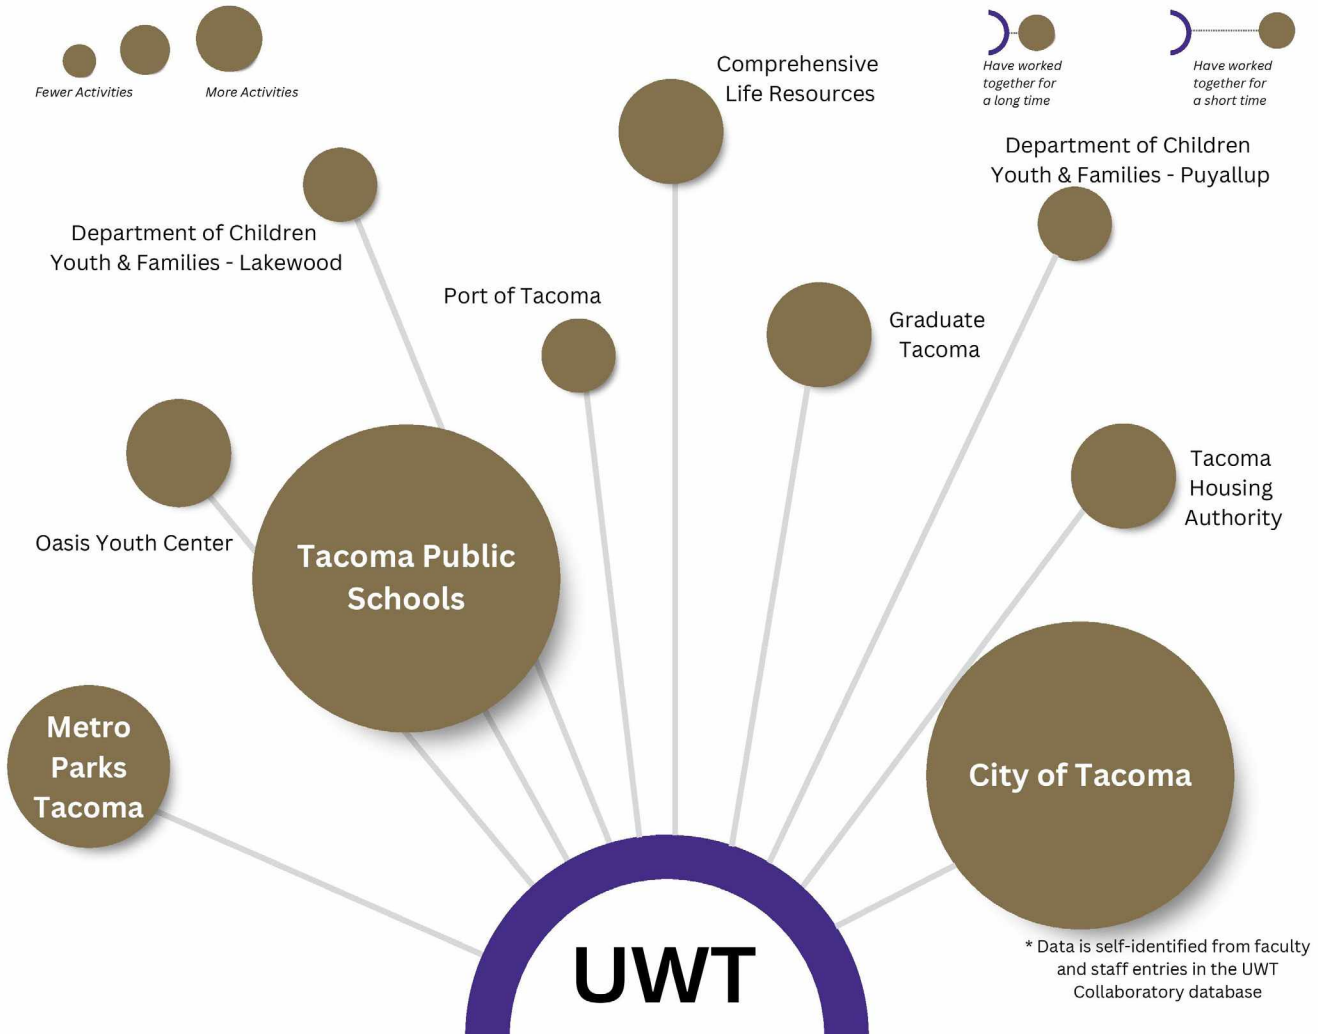 Fewer Activities
More Activities
Have worked
together for
a long time
Have worked
together for
a short time
Comprehensive
Life Resources
Department of Children
Youth & Families - Puyallup
Department of Children
Youth & Families - Lakewood
Port of Tacoma
Graduate
Tacoma
Tacoma
Housing
Authority
Oasis Youth Center
Tacoma Public
Schools
Metro
Parks
Tacoma
City of Tacoma
UWT
* Data is self-identified from faculty
and staff entries in the UWT
Collaboratory database